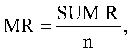 MR = SUM R / n,